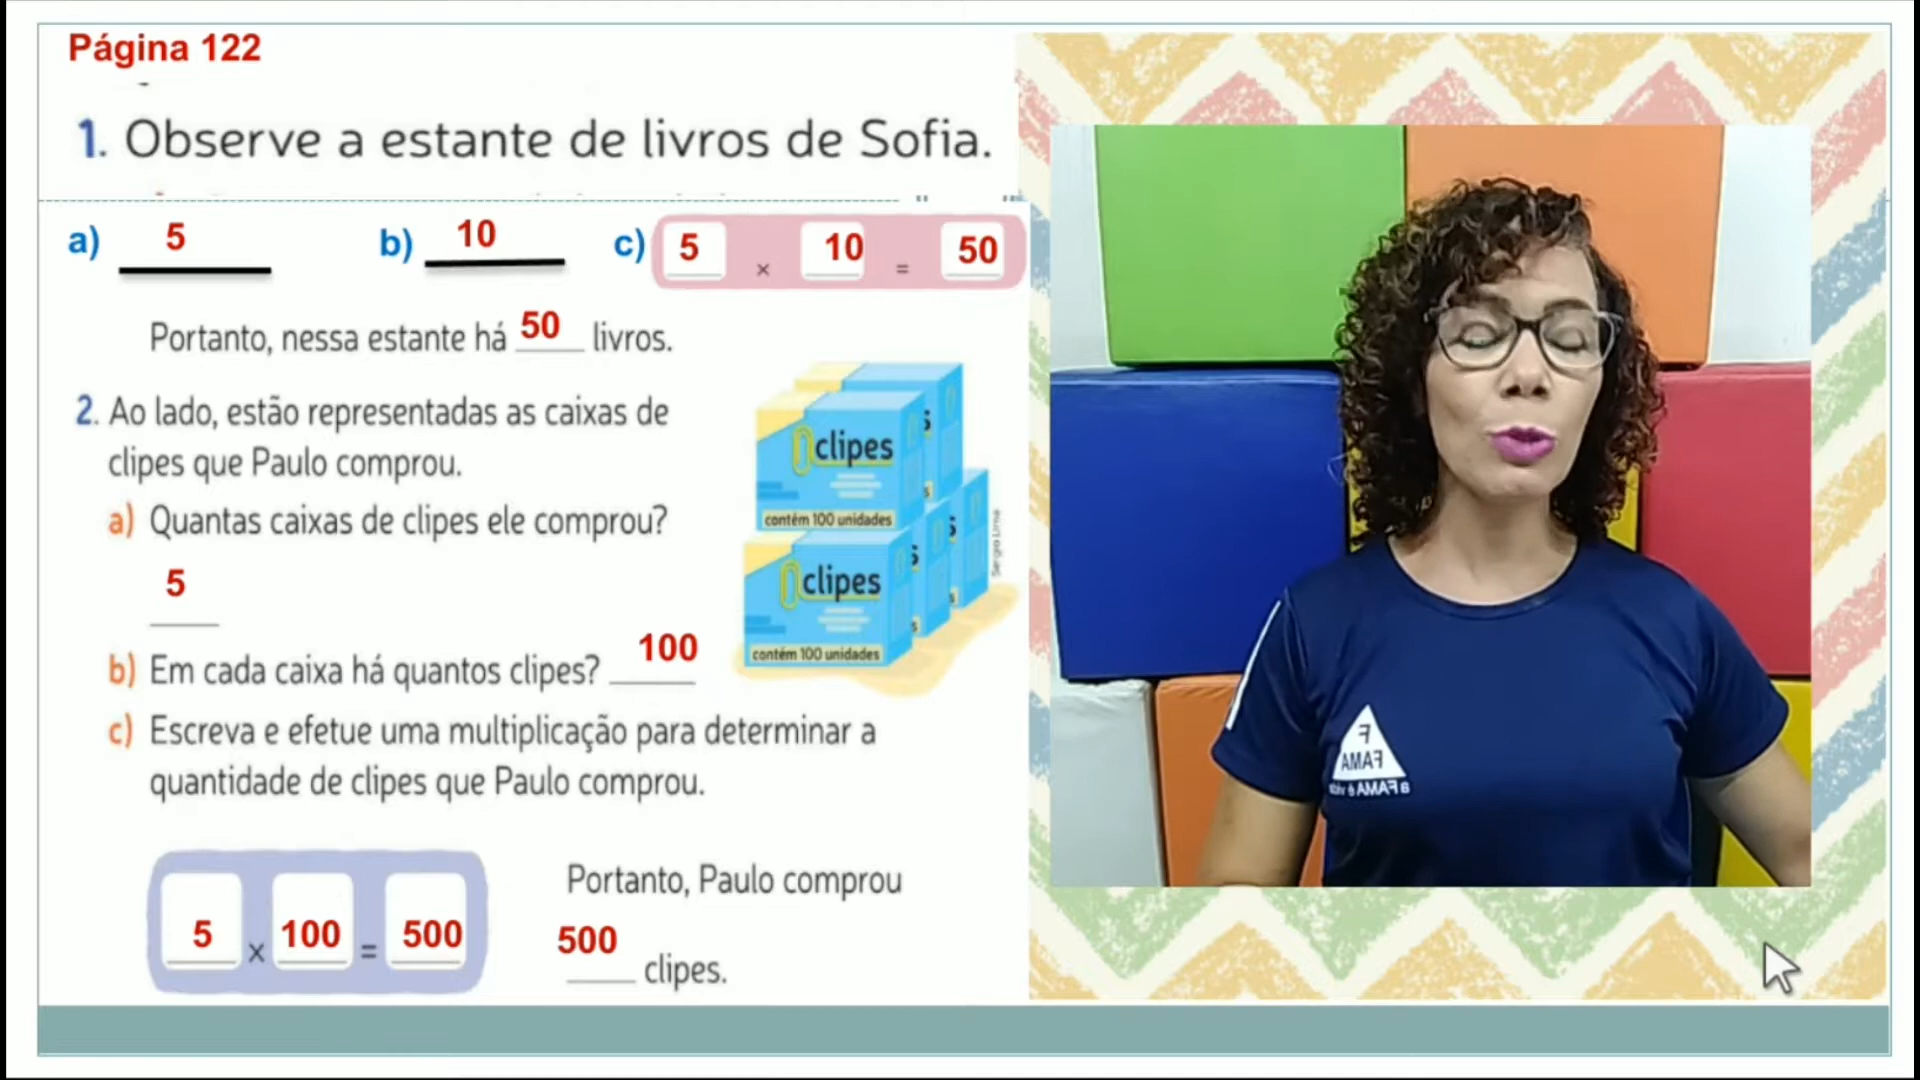 Página 122
1. Observe a estante de livros de Sofia.
a) 5 b) 10 c) 5 x 10 = 50
Portanto, nessa estante há 50 livros.
2. Ao lado, estão representadas as caixas de
clipes que Paulo comprou.
a) Quantas caixas de clipes ele comprou?
5
b) Em cada caixa há quantos clipes? 100
c) Escreva e efetue uma multiplicação para determinar a
quantidade de clipes que Paulo comprou.
5 x 100 = 500
Portanto, Paulo comprou
500 clipes.
clipes
contém 100 unidades
clipes
contém 100 unidades
Sergio Lima
F
FAMA